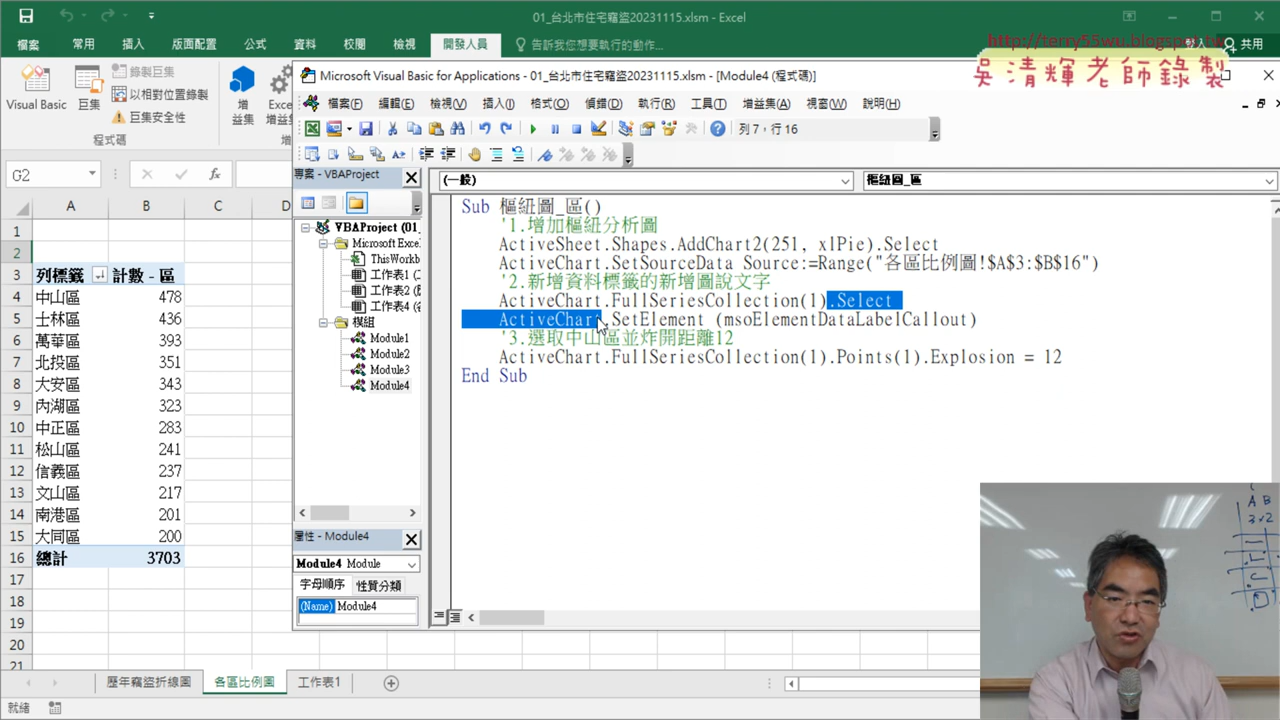 01_台北市住宅竊盜20231115.xlsm - Excel
http://terry55wu.blogspot.tw
吳清輝老師錄製
檔案 常用 插入 版面配置 公式 資料 校閱 檢視 開發人員 告訴我您想要執行的動作... 登入 共用
Visual Basic 巨集 錄製巨集
以相對位置錄製
巨集安全性
程式碼
增益集
Microsoft Visual Basic for Applications - 01_台北市住宅竊盜20231115.xlsm - [Module4 (程式碼)]
檔案(F) 編輯(E) 檢視(V) 插入(I) 格式(O) 偵錯(D) 執行(R) 工具(T) 增益集(A) 視窗(W) 說明(H)
列 7，行 16
G2
fx
專案 - VBAProject
VBAProject (01_
Microsoft Exce
ThisWorkb
工作表1 (
工作表2 (
工作表4 (
模組
Module1
Module2
Module3
Module4
屬性 - Module4
Module4 Module
字母順序 性質分類
(Name) Module4
(一般) 樞紐圖_區
Sub 樞紐圖_區()
'1.增加樞紐分析圖
ActiveSheet.Shapes.AddChart2(251, xlPie).Select
ActiveChart.SetSourceData Source:=Range("各區比例圖!$A$3:$B$16")
'2.新增資料標籤的新增圖說文字
ActiveChart.FullSeriesCollection(1).Select
ActiveChart.SetElement (msoElementDataLabelCallout)
'3.選取中山區並炸開距離12
ActiveChart.FullSeriesCollection(1).Points(1).Explosion = 12
End Sub
A B C D
1
2
3 列標籤 計數 - 區
4 中山區 478
5 士林區 436
6 萬華區 393
7 北投區 351
8 大安區 343
9 內湖區 323
10 中正區 283
11 松山區 241
12 信義區 237
13 文山區 217
14 南港區 201
15 大同區 200
16 總計 3703
17
18
19
20
21
歷年竊盜折線圖 各區比例圖 工作表1
就緒
A B
3x2